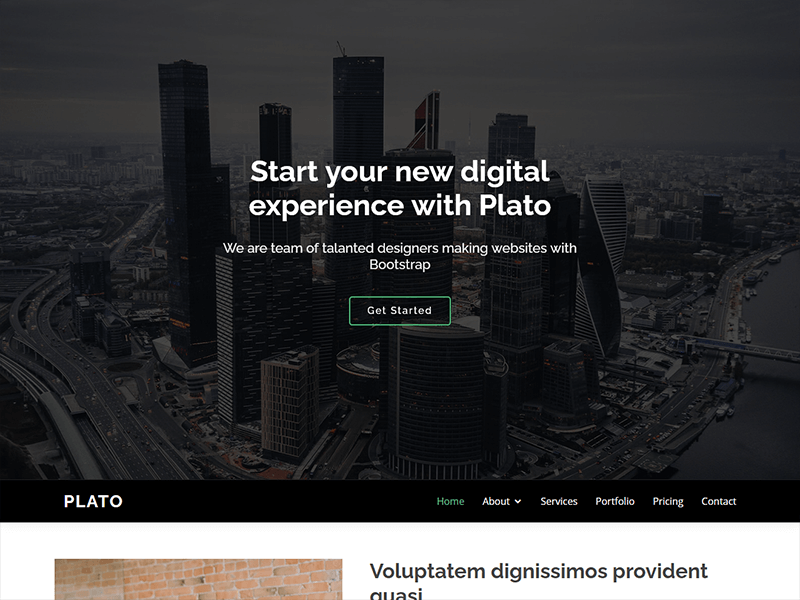 Start your new digital
experience with Plato
We are team of talanted designers making websites with
Bootstrap
Get Started
PLATO
Home About Services Portfolio Pricing Contact
Voluptatem dignissimos provident
quasi